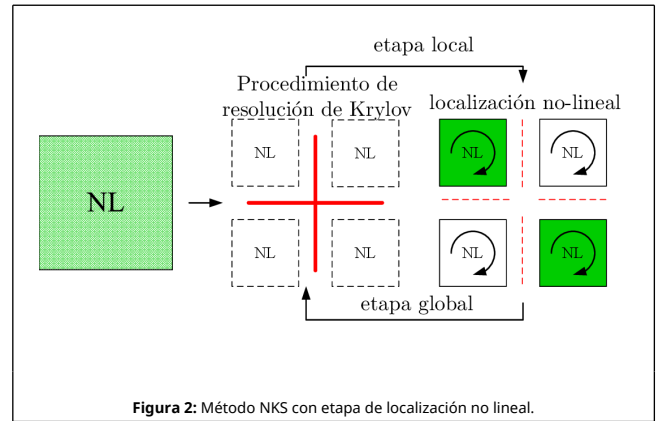 etapa local
Procedimiento de
resolución de Krylov
localización no-lineal
NL
NL
NL
NL
NL
NL
NL
NL
NL
etapa global
Figura 2: Método NKS con etapa de localización no lineal.